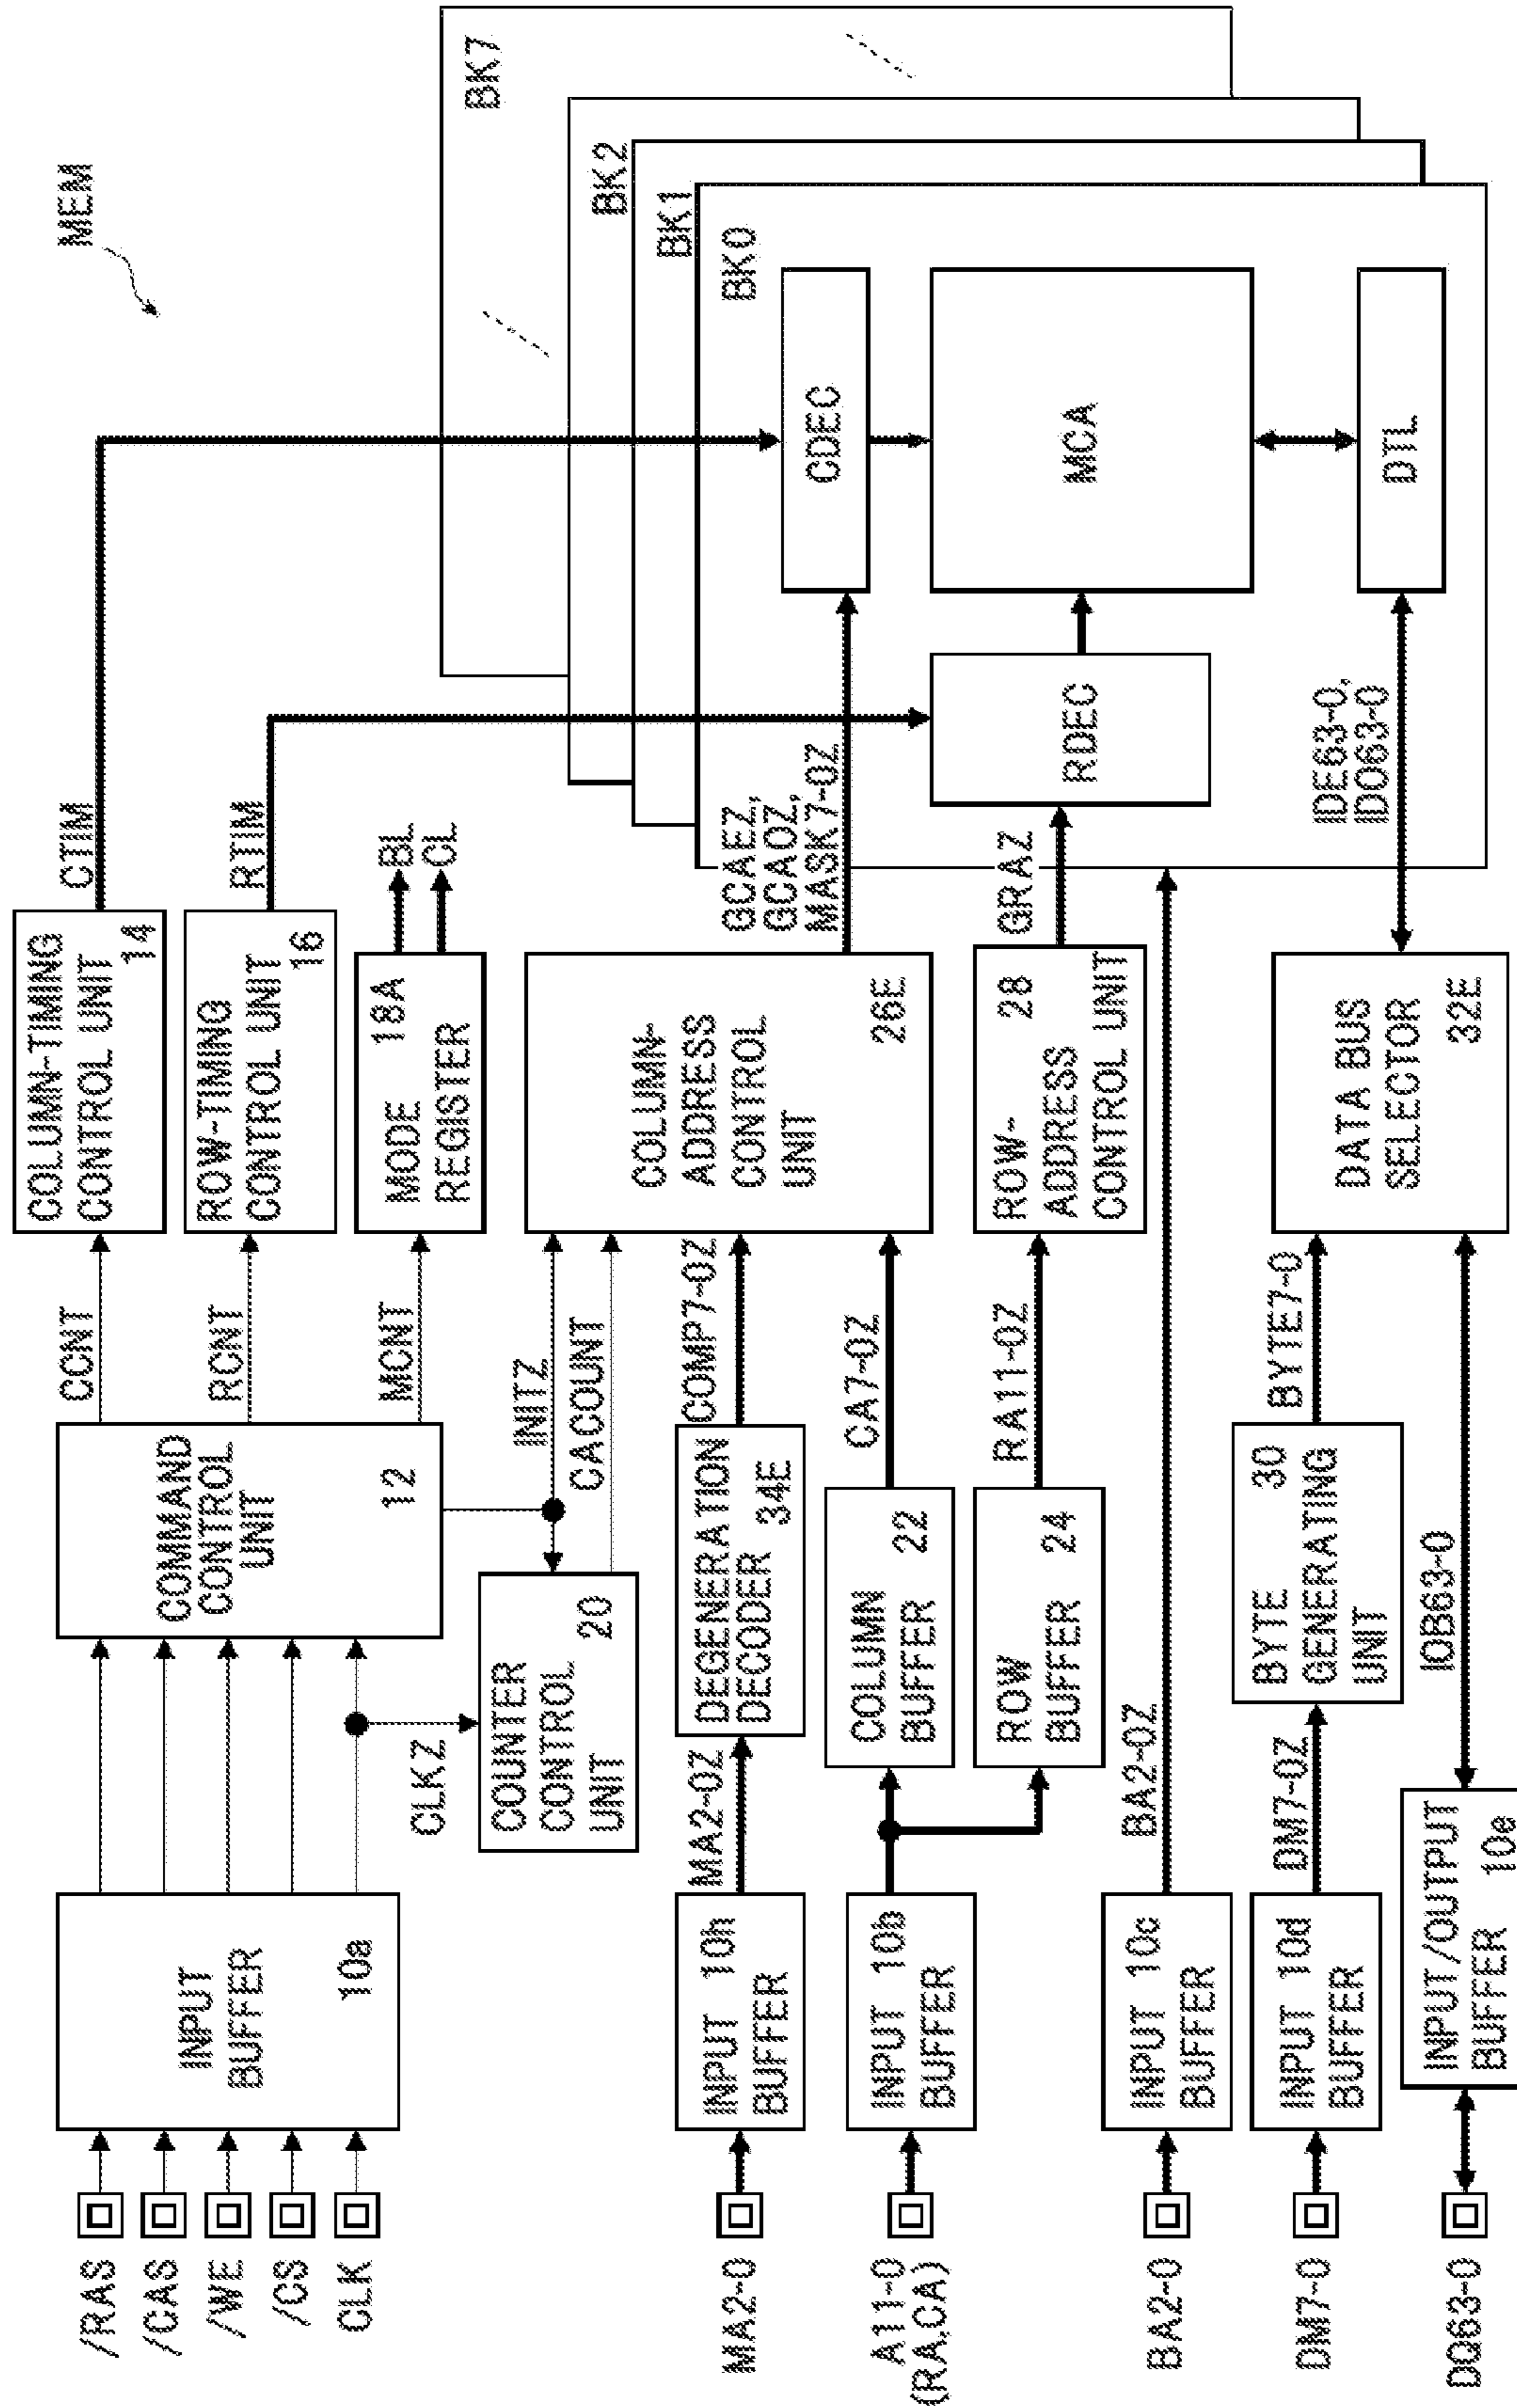 MEM
/RAS
/CAS
/WE
/CS
CLK
INPUT
BUFFER
10a
COMMAND
CONTROL
UNIT
12
CCNT
RCNT
MCNT
COLUMN-TIMING
CONTROL UNIT
14
CTIM
ROW-TIMING
CONTROL UNIT
16
RTIM
MODE 18A
REGISTER
BL
CL
CLKZ
COUNTER
CONTROL
UNIT
20
INITZ
CACOUNT
MA2-0
INPUT 10h
BUFFER
MA2-0Z
DEGENERATION
DECODER 34E
COMP7-0Z
COLUMN-
ADDRESS
CONTROL
UNIT
26E
GCAEZ,
GCAOZ,
MASK7-0Z
A11-0
(RA,CA)
INPUT 10b
BUFFER
COLUMN
BUFFER 22
CA7-0Z
ROW
BUFFER 24
RA11-0Z
ROW- 28
ADDRESS
CONTROL UNIT
GRAZ
BA2-0
INPUT 10c
BUFFER
BA2-0Z
DM7-0
INPUT 10d
BUFFER
DM7-0Z
BYTE 30
GENERATING
UNIT
BYTE7-0
DATA BUS
SELECTOR
32E
IDE63-0,
IDO63-0
DQ63-0
INPUT/OUTPUT
BUFFER 10e
IOB63-0
BK7
BK2
BK1
BK0
CDEC
RDEC
MCA
DTL